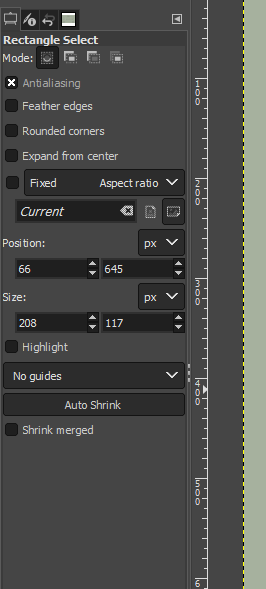 Rectangle Select
Mode:
Antialiasing
Feather edges
Rounded corners
Expand from center
Fixed Aspect ratio
Current
Position: px
66 645
Size: px
208 117
Highlight
No guides
Auto Shrink
Shrink merged
100
200
300
400
500
6